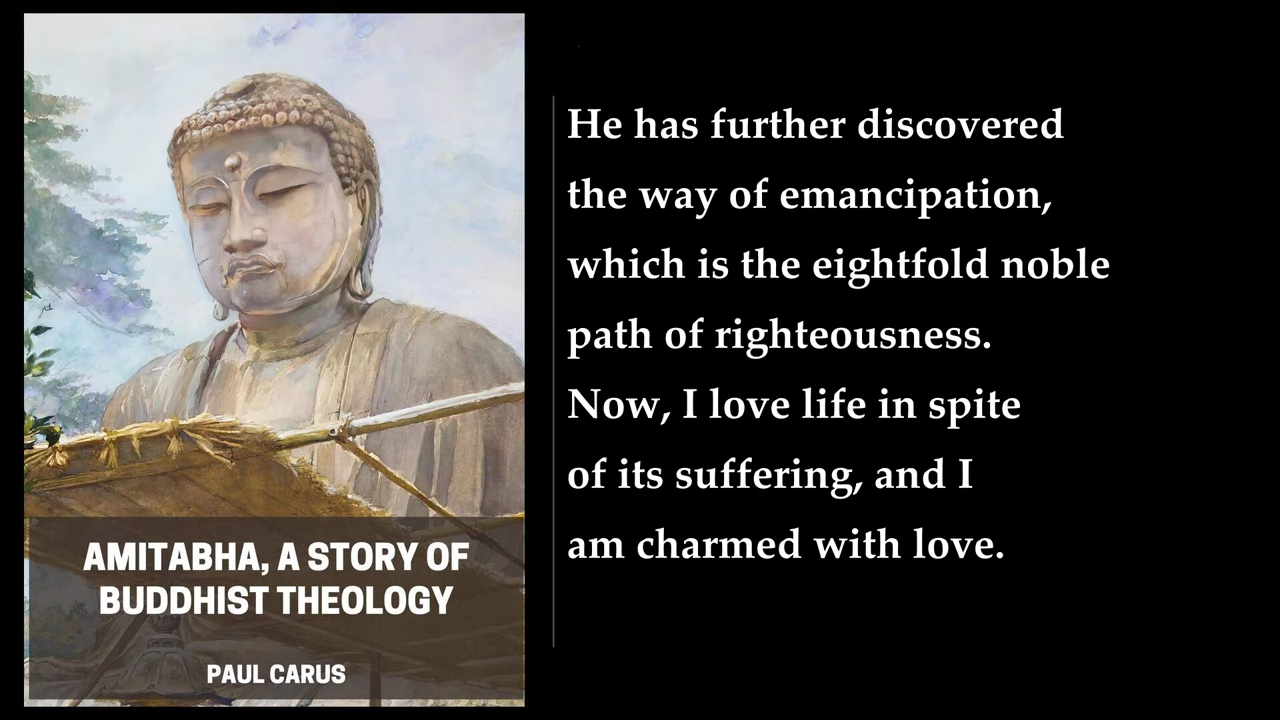 AMITABHA, A STORY OF
BUDDHIST THEOLOGY
PAUL CARUS
He has further discovered
the way of emancipation,
which is the eightfold noble
path of righteousness.
Now, I love life in spite
of its suffering, and I
am charmed with love.